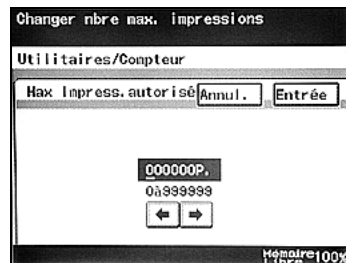 Changer nbre max. impressions
Utilitaires/Compteur
Max Impress.autorisé Annul. Entrée
000000P.
0à999999
Mémoire
Libre 100%